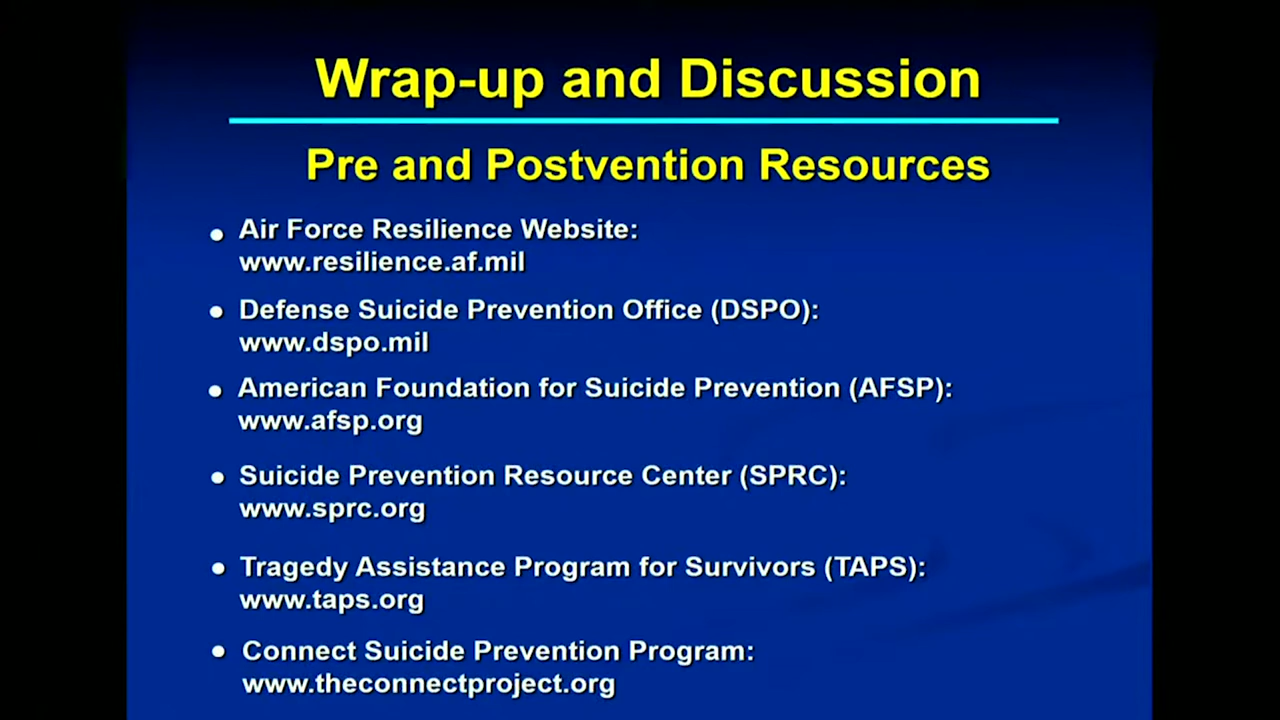 Wrap-up and Discussion
Pre and Postvention Resources
• Air Force Resilience Website:
www.resilience.af.mil
• Defense Suicide Prevention Office (DSPO):
www.dspo.mil
• American Foundation for Suicide Prevention (AFSP):
www.afsp.org
• Suicide Prevention Resource Center (SPRC):
www.sprc.org
• Tragedy Assistance Program for Survivors (TAPS):
www.taps.org
• Connect Suicide Prevention Program:
www.theconnectproject.org